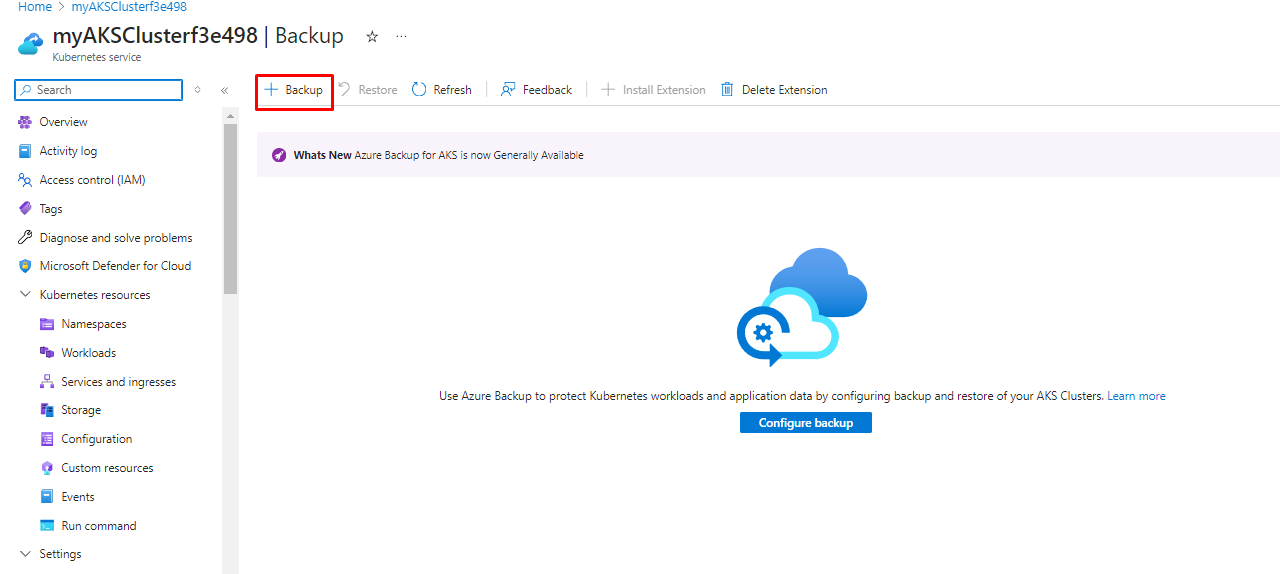 Home > myAKSClusterf3e498
myAKSClusterf3e498 | Backup ☆ ...
Kubernetes service
Search
Backup Restore Refresh Feedback Install Extension Delete Extension
Overview
Activity log
Access control (IAM)
Tags
Diagnose and solve problems
Microsoft Defender for Cloud
Kubernetes resources
Namespaces
Workloads
Services and ingresses
Storage
Configuration
Custom resources
Events
Run command
Settings
Whats New Azure Backup for AKS is now Generally Available
Use Azure Backup to protect Kubernetes workloads and application data by configuring backup and restore of your AKS Clusters. Learn more
Configure backup